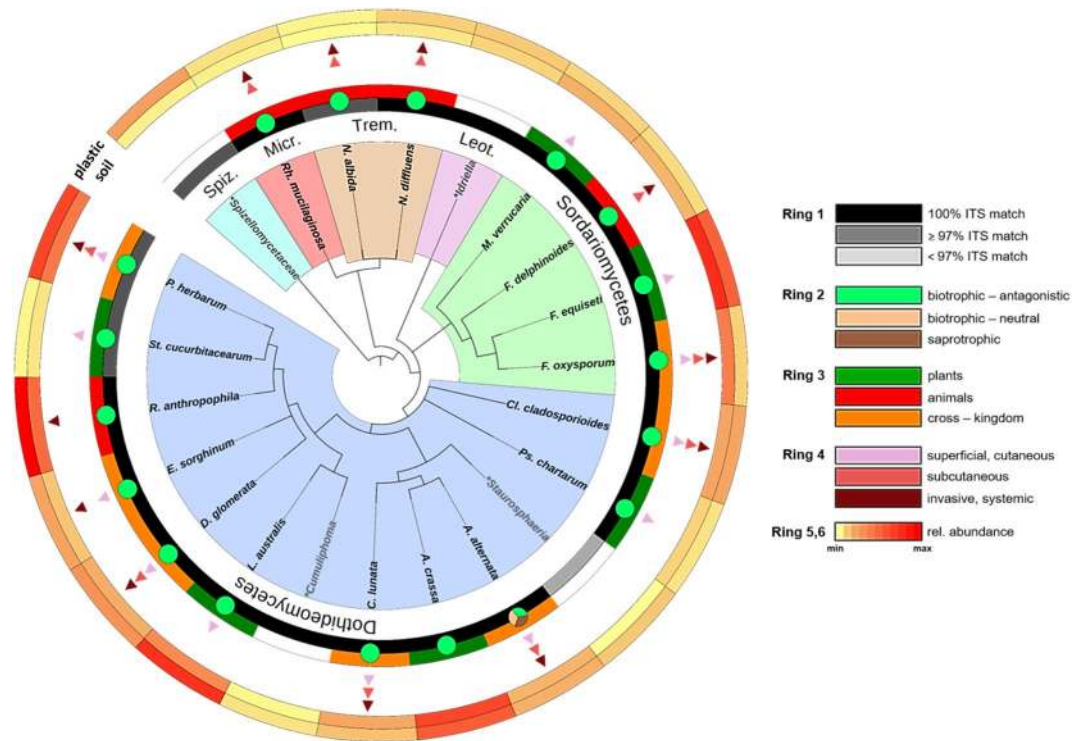 plastic
soil
Spiz.
Micr.
Trem.
Leot.
Sordariomycetes
Dothideomycetes
*Spizellomycetaceae
Rh. mucilaginosa
N. albida
N. diffluens
*Idriella
M. verrucaria
F. delphinoides
F. equiseti
F. oxysporum
Cl. cladosporioides
Ps. chartarum
*Staurosphaeria
A. alternata
A. crassa
C. lunata
*Cumuliphoma
L. australis
D. glomerata
E. sorghinum
R. anthropophila
St. cucurbitacearum
P. herbarum
Ring 1
100% ITS match
≥ 97% ITS match
< 97% ITS match
Ring 2
biotrophic – antagonistic
biotrophic – neutral
saprotrophic
Ring 3
plants
animals
cross – kingdom
Ring 4
superficial, cutaneous
subcutaneous
invasive, systemic
Ring 5,6
rel. abundance
min
max